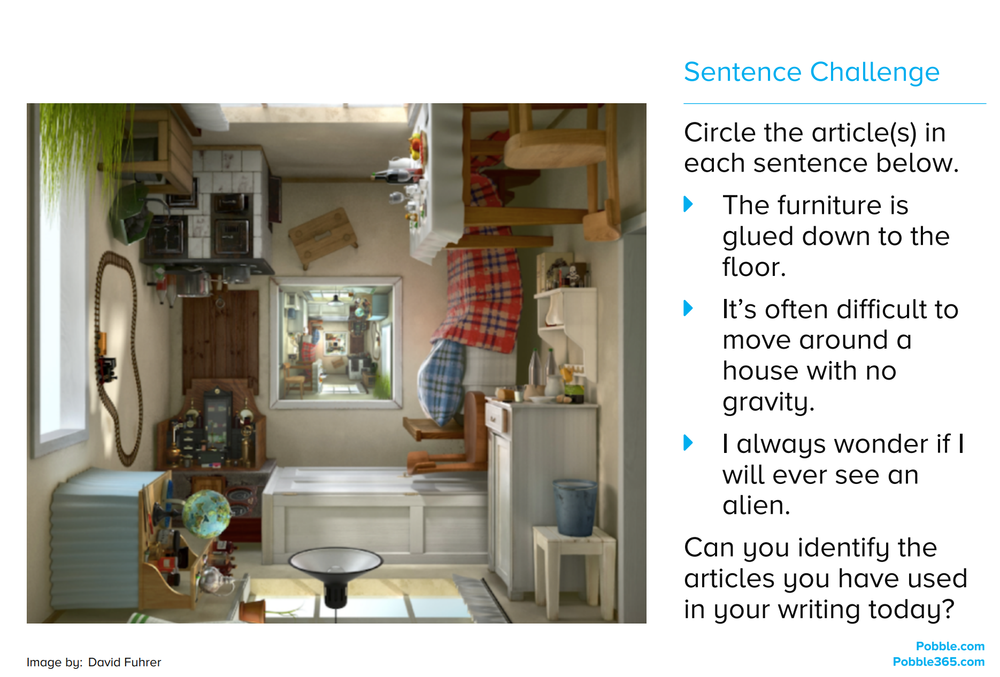 Sentence Challenge
Circle the article(s) in
each sentence below.
The furniture is
glued down to the
floor.
It's often difficult to
move around a
house with no
gravity.
I always wonder if I
will ever see an
alien.
Can you identify the
articles you have used
in your writing today?
Pobble.com
Pobble365.com
Image by: David Fuhrer